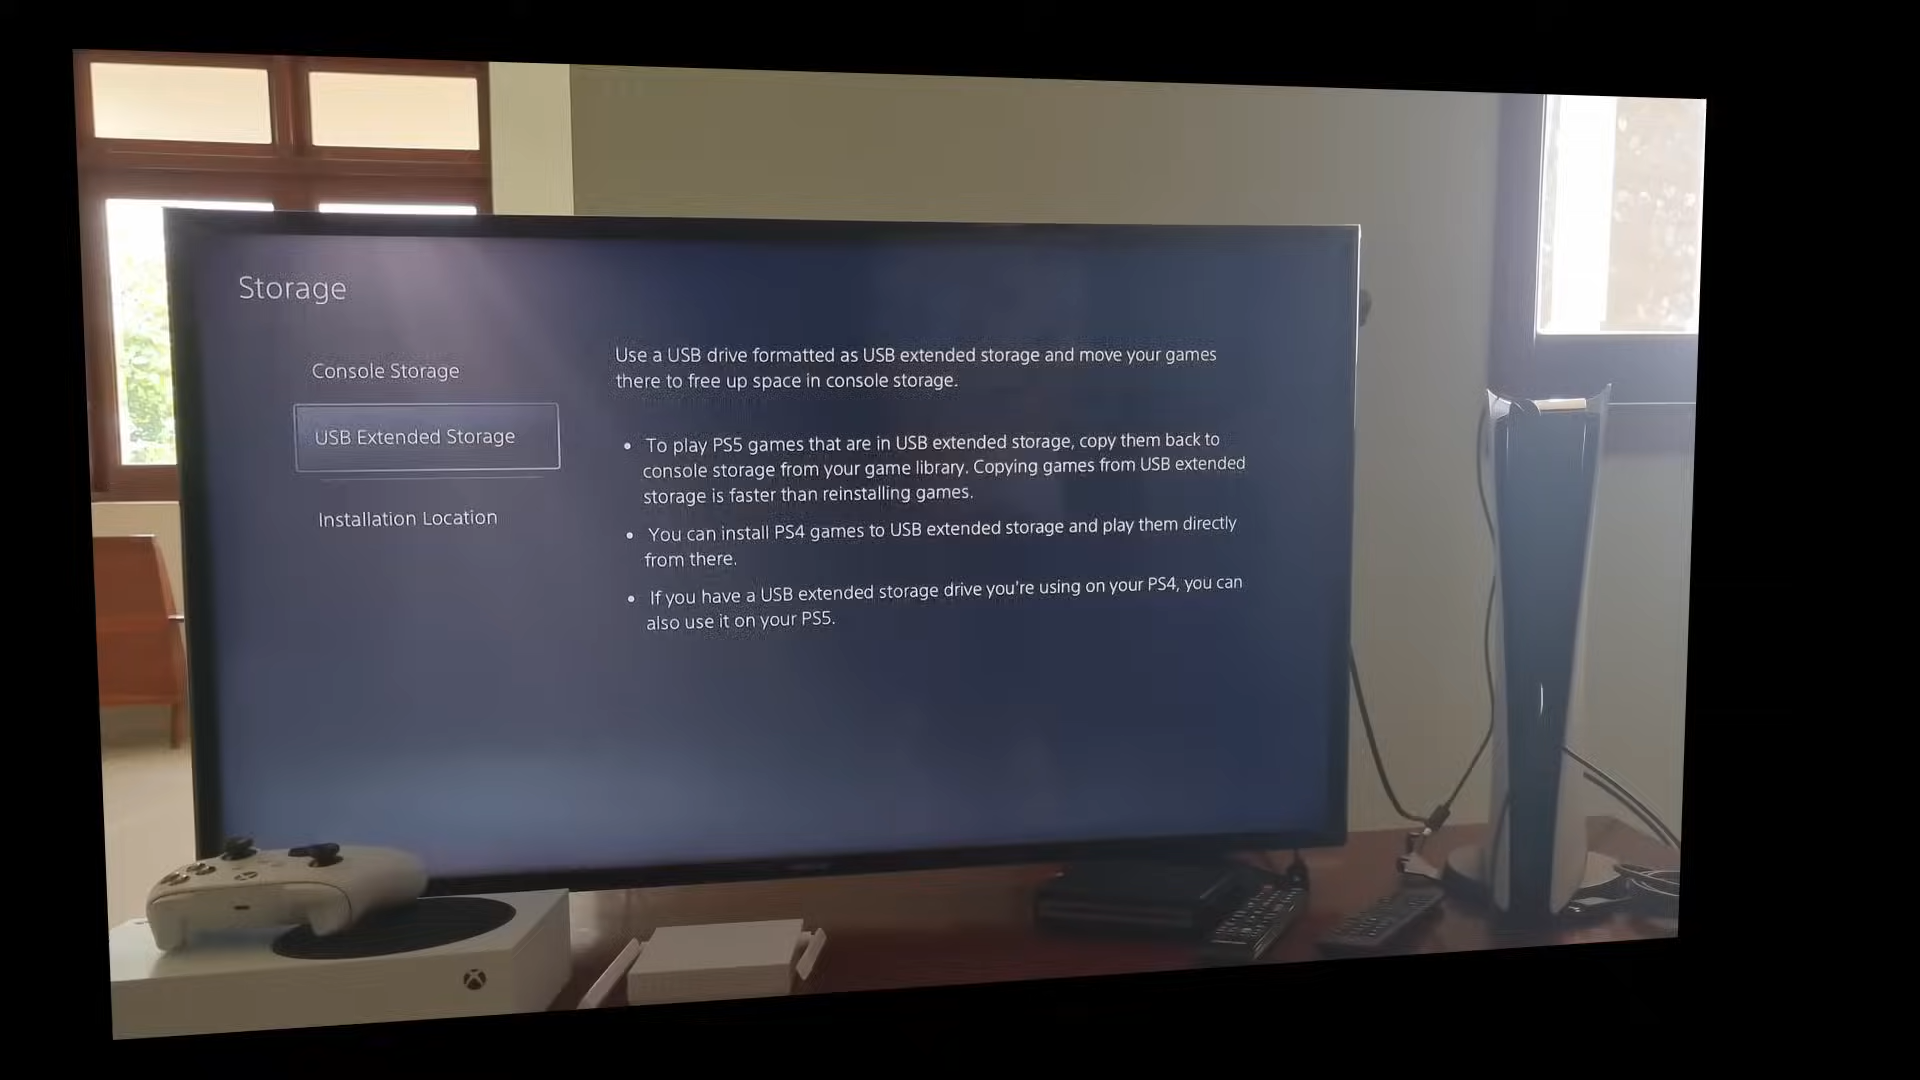 Storage
Console Storage
USB Extended Storage
Installation Location
Use a USB drive formatted as USB extended storage and move your games
there to free up space in console storage.
• To play PS5 games that are in USB extended storage, copy them back to
console storage from your game library. Copying games from USB extended
storage is faster than reinstalling games.
• You can install PS4 games to USB extended storage and play them directly
from there.
• If you have a USB extended storage drive you're using on your PS4, you can
also use it on your PS5.